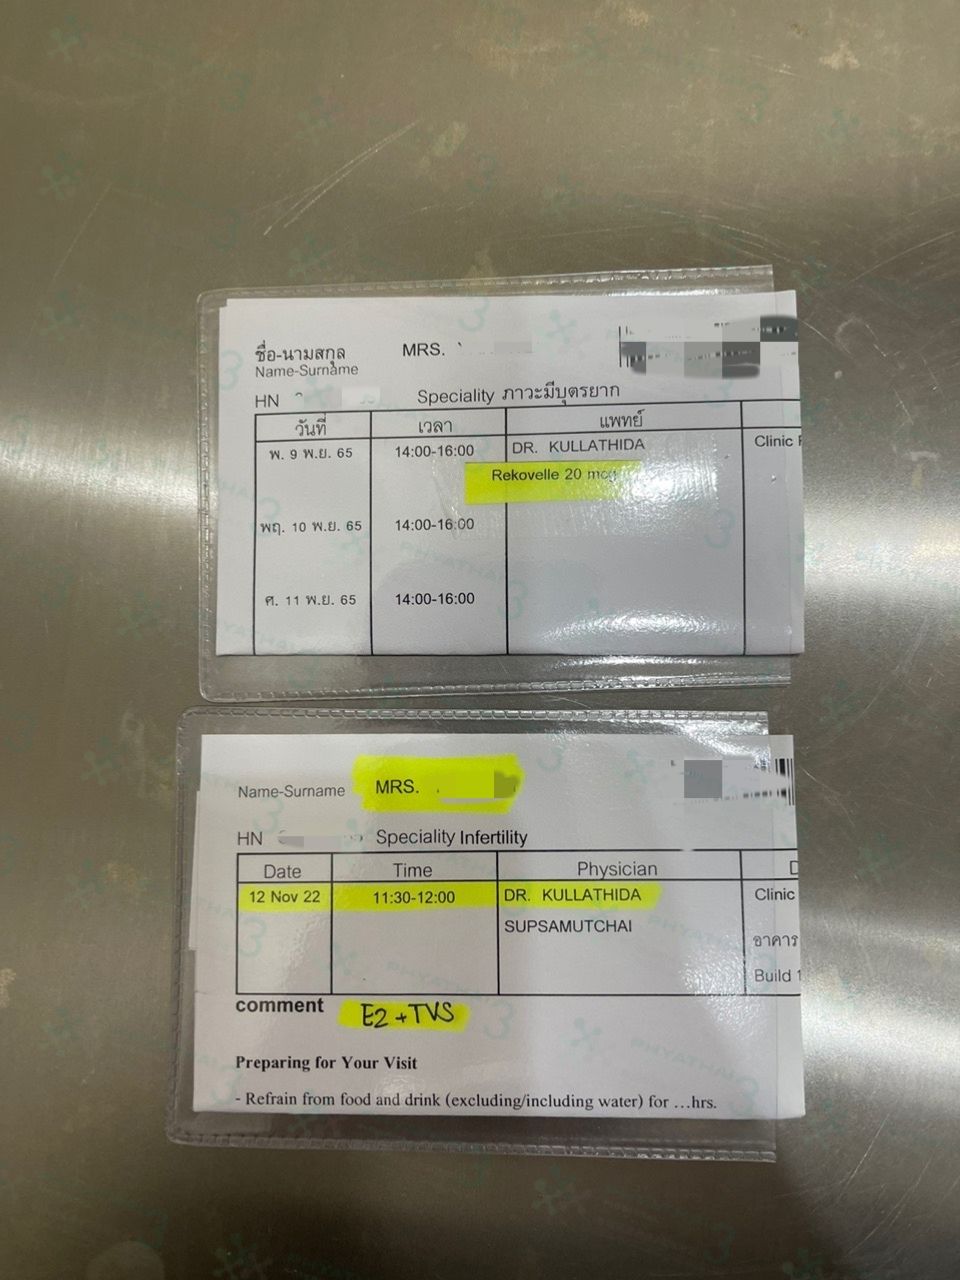 ชื่อ-นามสกุล MRS.
Name-Surname
HN Speciality ภาวะมีบุตรยาก
วันที่ เวลา แพทย์
พ. 9 พ.ย. 65 14:00-16:00 DR. KULLATHIDA Clinic
Rekovelle 20 mcg
พฤ. 10 พ.ย. 65 14:00-16:00
ศ. 11 พ.ย. 65 14:00-16:00
Name-Surname MRS.
HN Speciality Infertility
Date Time Physician
12 Nov 22 11:30-12:00 DR. KULLATHIDA Clinic
SUPSAMUTCHAI
อาคาร
Build 1
comment E2+TVS
Preparing for Your Visit
- Refrain from food and drink (excluding/including water) for ...hrs.